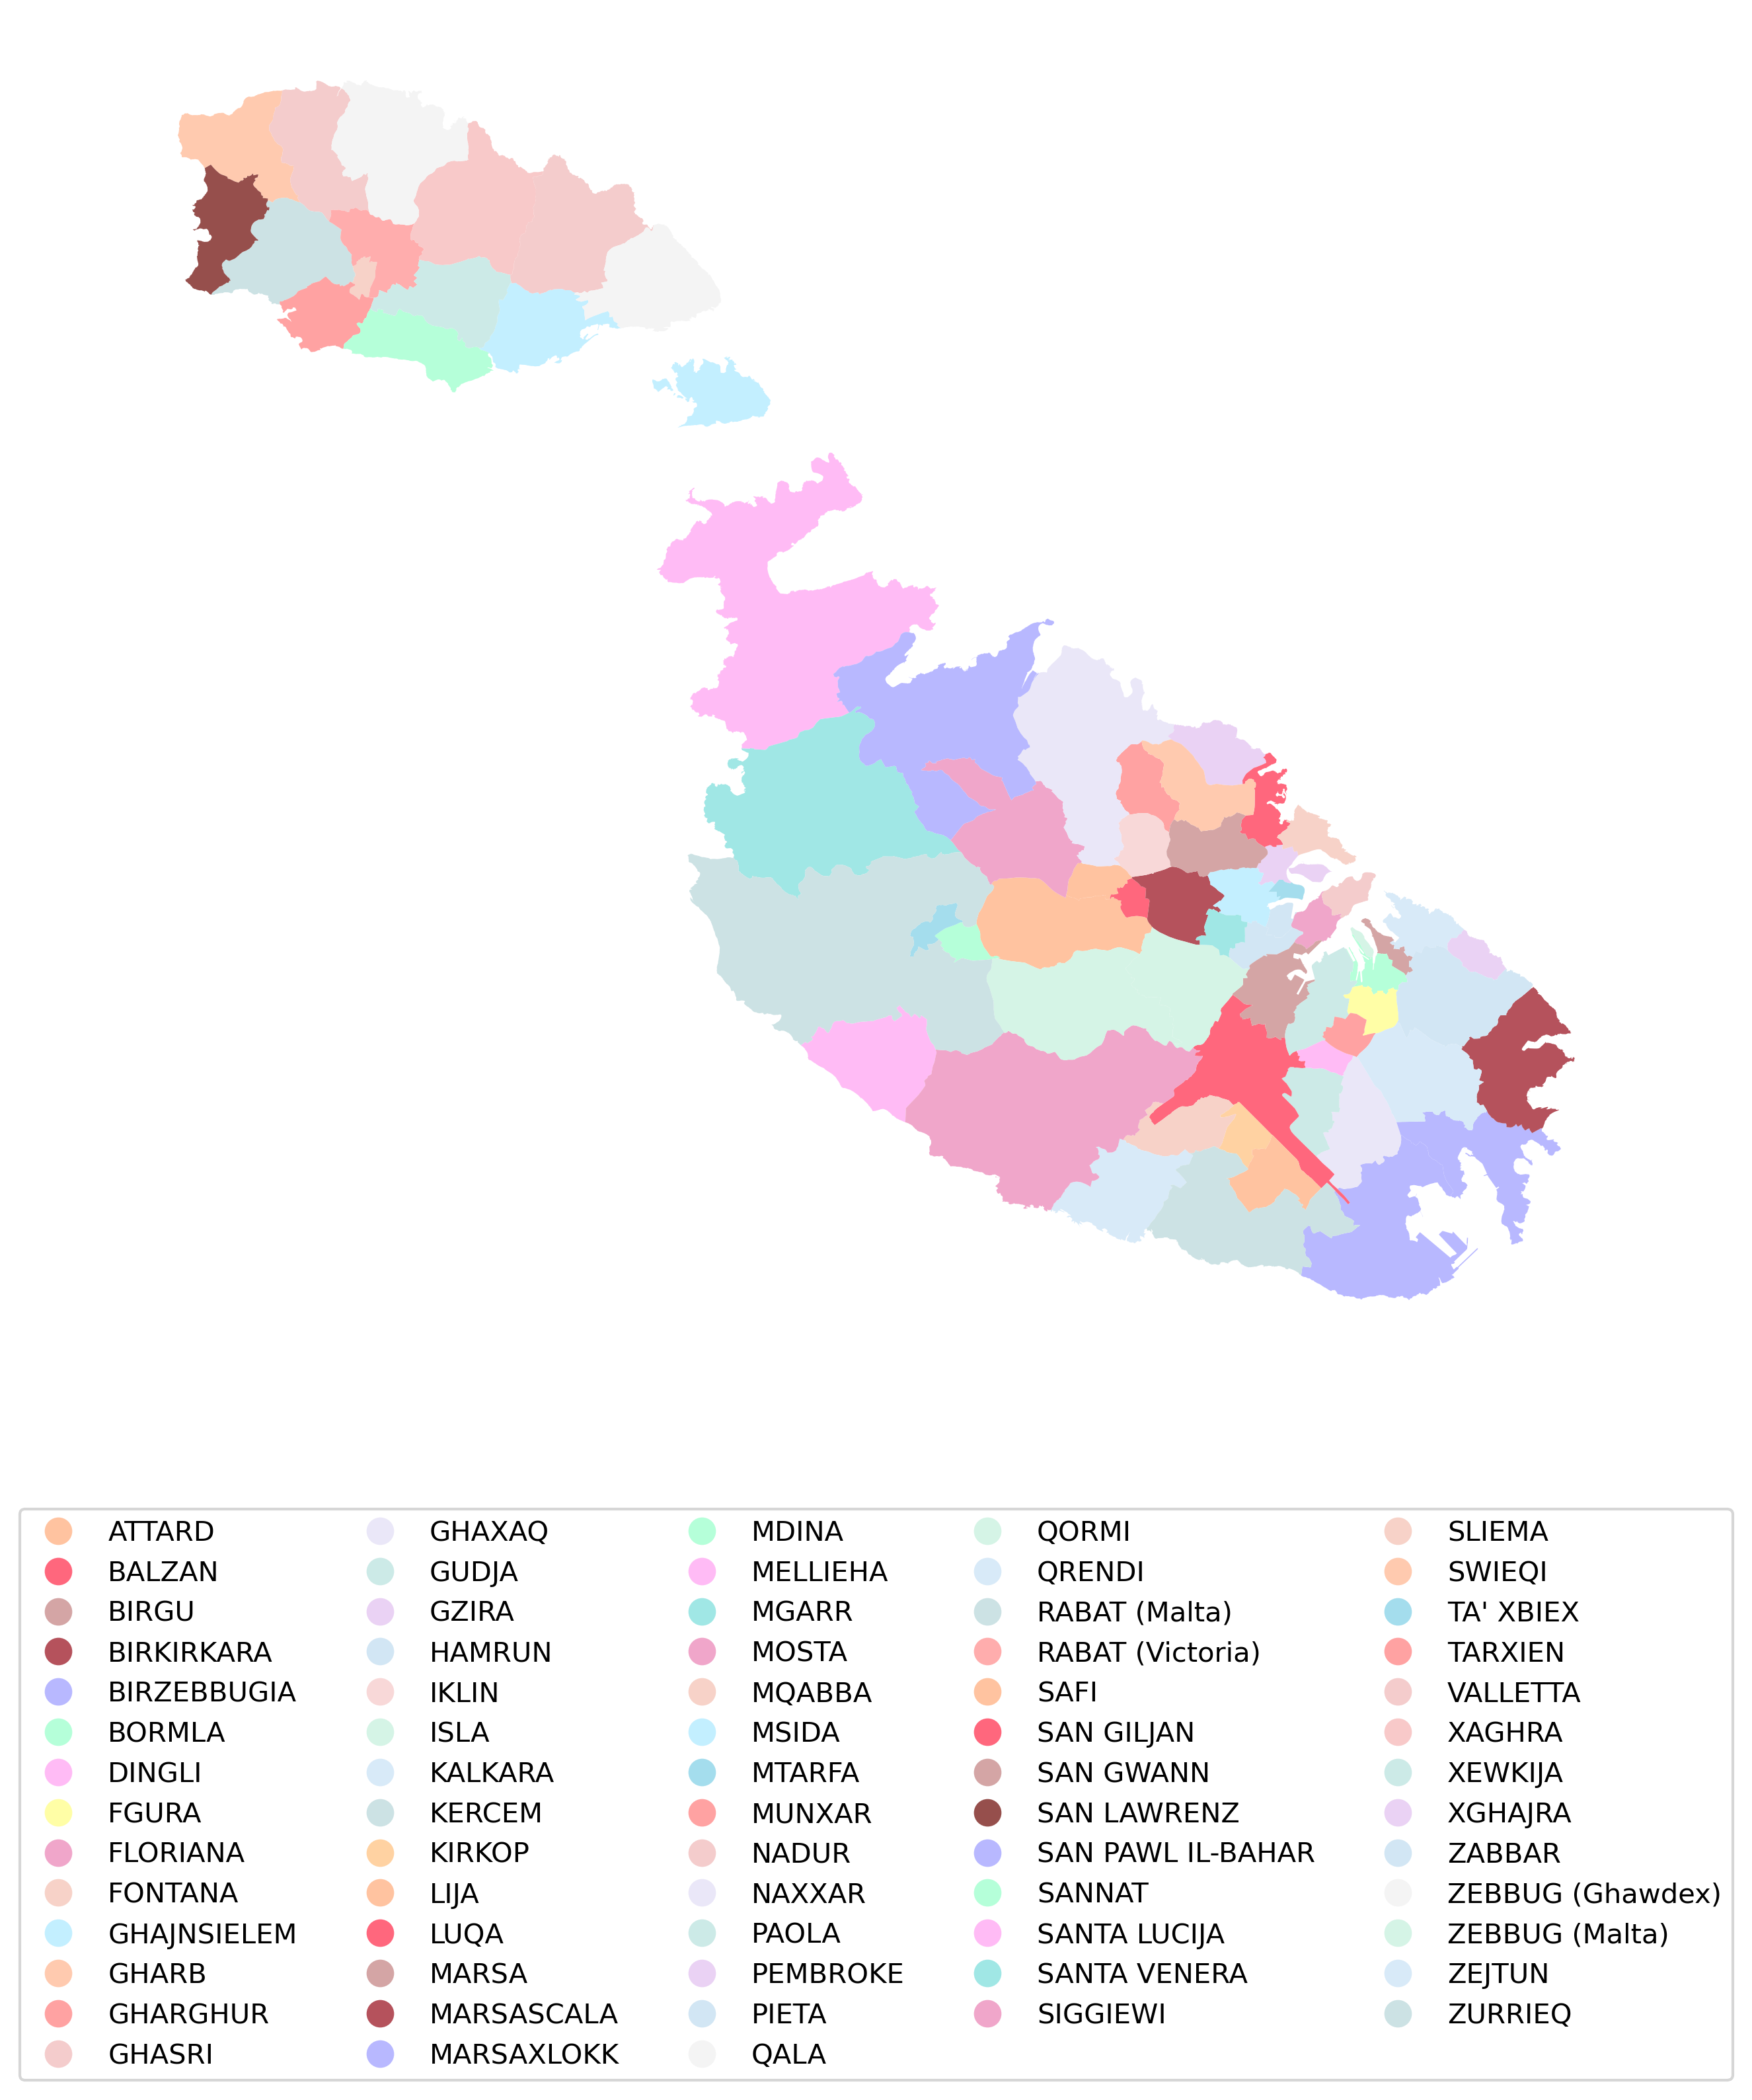 ATTARD
BALZAN
BIRGU
BIRKIRKARA
BIRZEBBUGIA
BORMLA
DINGLI
FGURA
FLORIANA
FONTANA
GHAJNSIELEM
GHARB
GHARGHUR
GHASRI
GHAXAQ
GUDJA
GZIRA
HAMRUN
IKLIN
ISLA
KALKARA
KERCEM
KIRKOP
LIJA
LUQA
MARSA
MARSASCALA
MARSAXLOKK
MDINA
MELLIEHA
MGARR
MOSTA
MQABBA
MSIDA
MTARFA
MUNXAR
NADUR
NAXXAR
PAOLA
PEMBROKE
PIETA
QALA
QORMI
QRENDI
RABAT (Malta)
RABAT (Victoria)
SAFI
SAN GILJAN
SAN GWANN
SAN LAWRENZ
SAN PAWL IL-BAHAR
SANNAT
SANTA LUCIJA
SANTA VENERA
SIGGIEWI
SLIEMA
SWIEQI
TA' XBIEX
TARXIEN
VALLETTA
XAGHRA
XEWKIJA
XGHAJRA
ZABBAR
ZEBBUG (Ghawdex)
ZEBBUG (Malta)
ZEJTUN
ZURRIEQ